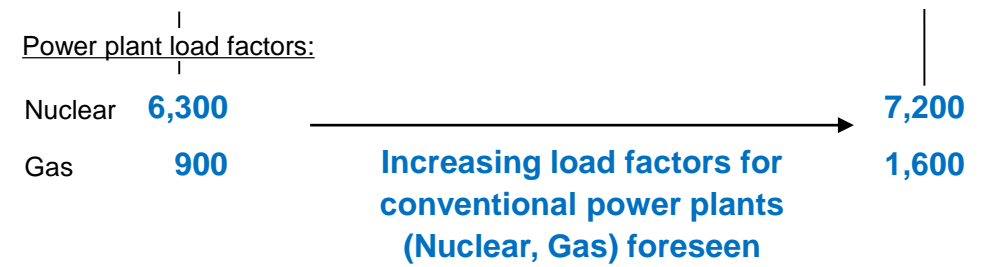 Power plant load factors:
Nuclear 6,300 7,200
Gas 900 1,600
Increasing load factors for
conventional power plants
(Nuclear, Gas) foreseen